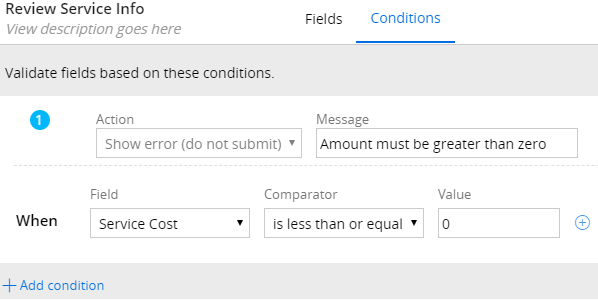 Review Service Info
View description goes here
Fields
Conditions
Validate fields based on these conditions.
1
Action
Message
Show error (do not submit)
Amount must be greater than zero
Field
Comparator
Value
When
Service Cost
is less than or equal
0
Add condition